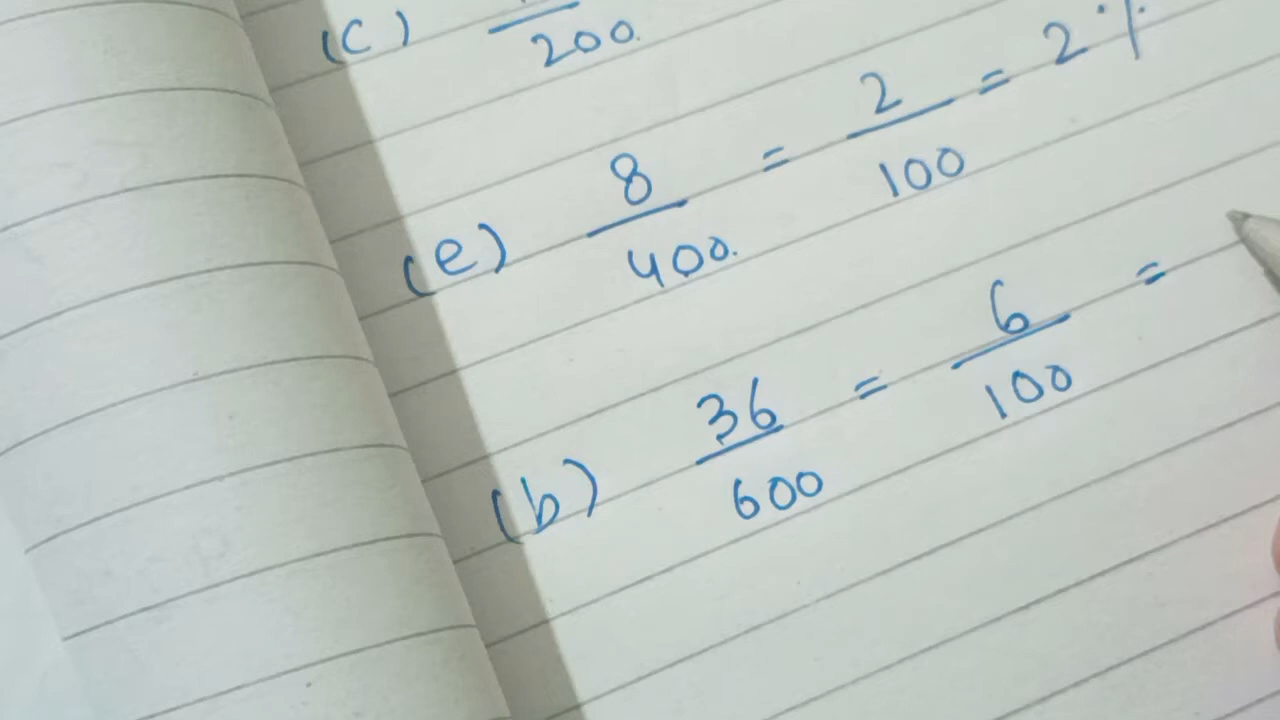 (c) /200.
(e) 8/400. = 2/100 = 2%
(b) 36/600 = 6/100 =